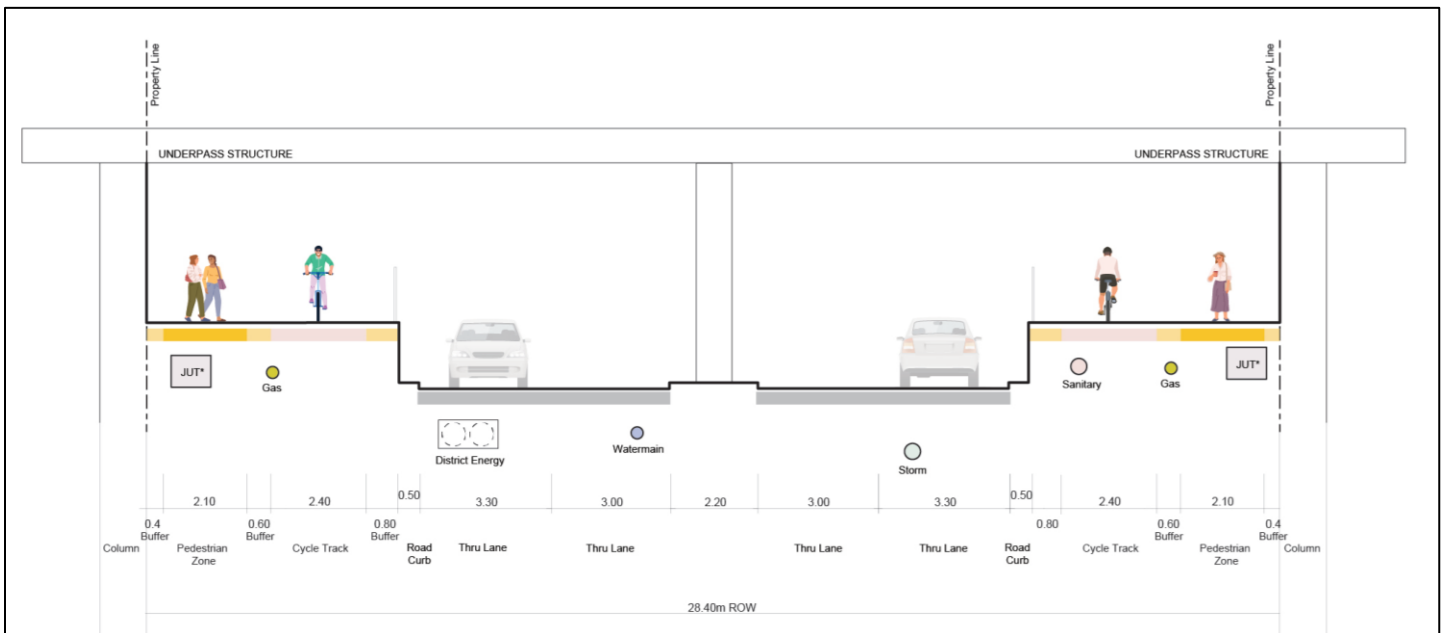 Property Line
Property Line
UNDERPASS STRUCTURE
UNDERPASS STRUCTURE
JUT*
Gas
Sanitary
Gas
JUT*
District Energy
Watermain
Storm
2.10
2.40
0.50
3.30
3.00
2.20
3.00
3.30
0.50
2.40
2.10
0.4
Buffer
0.60
Buffer
0.80
Buffer
0.80
0.60
Buffer
0.4
Buffer
Column
Pedestrian
Zone
Cycle Track
Road
Curb
Thru Lane
Thru Lane
Thru Lane
Thru Lane
Road
Curb
Cycle Track
Pedestrian
Zone
Column
28.40m ROW